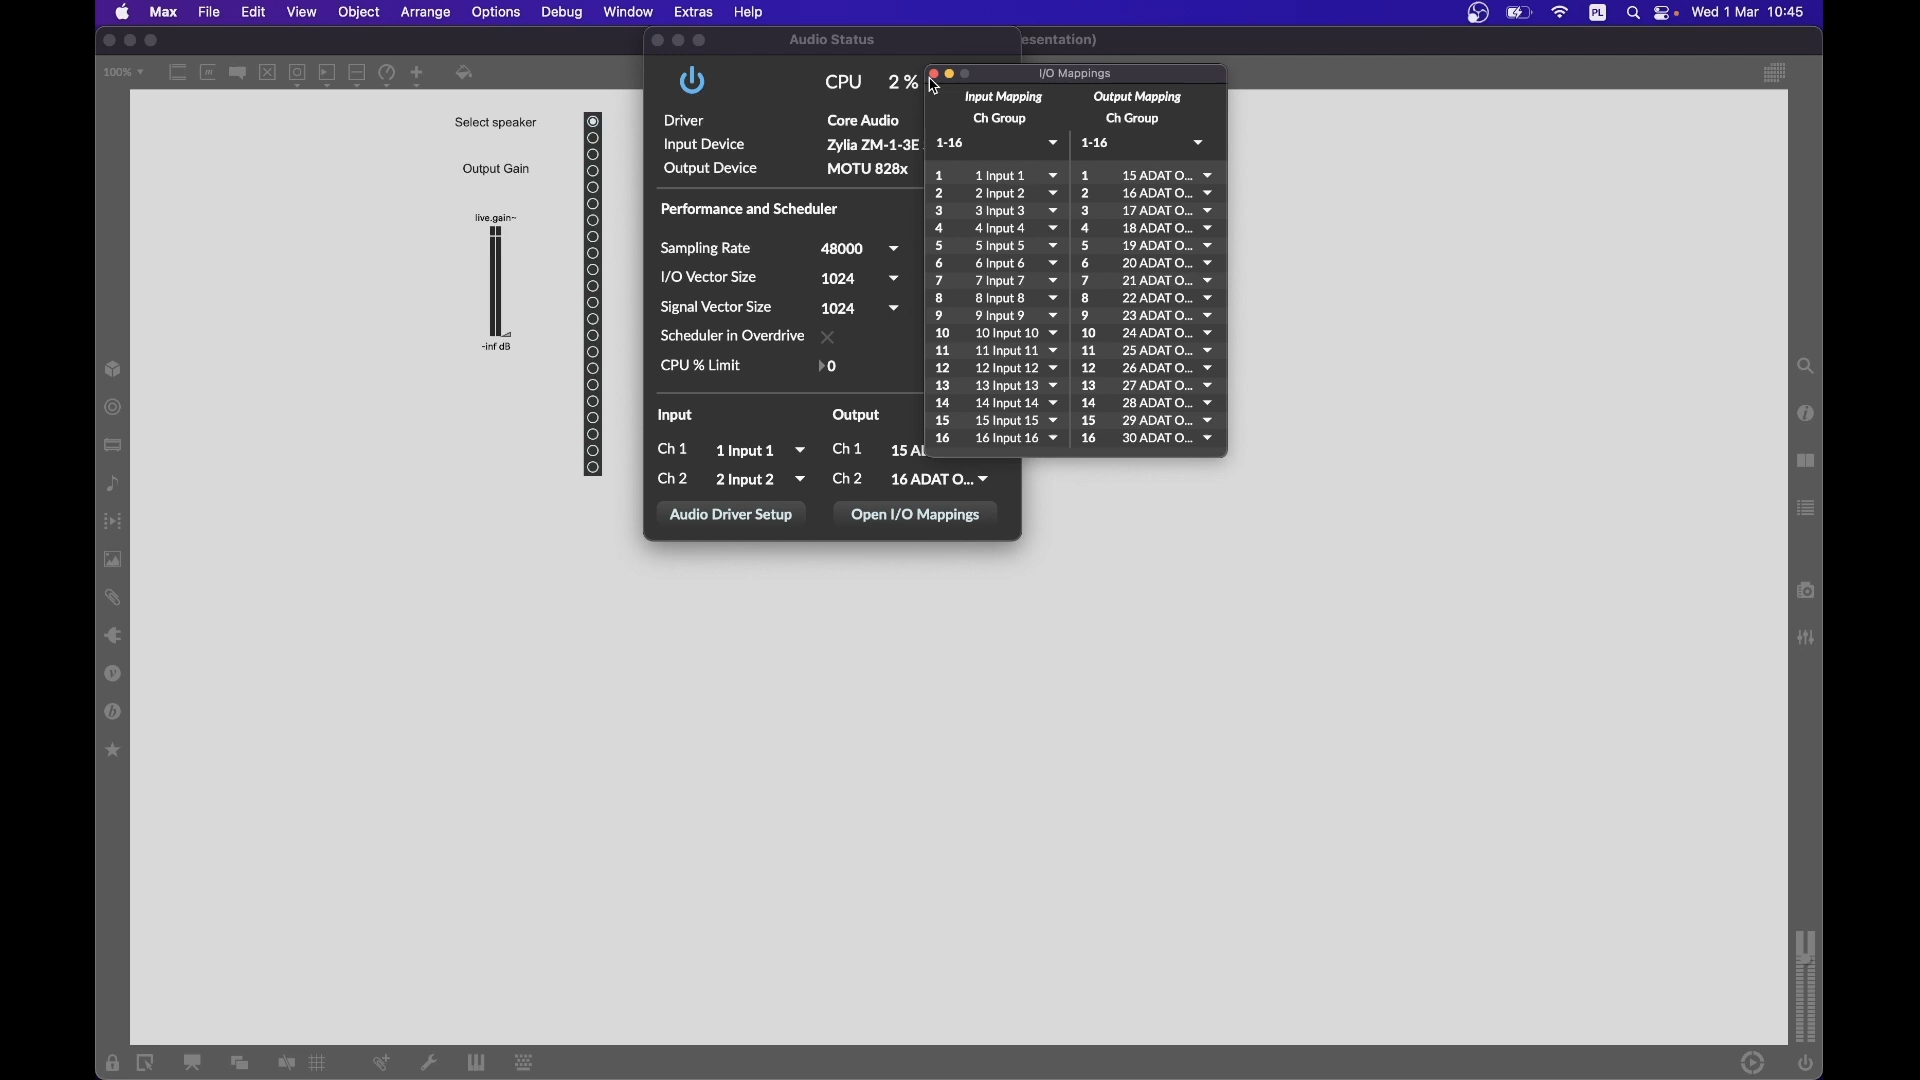 Max File Edit View Object Arrange Options Debug Window Extras Help PL Wed 1 Mar 10:45
Audio Status
esentation)
100%
CPU 2 %
Driver Core Audio
Input Device Zylia ZM-1-3E
Output Device MOTU 828x
Performance and Scheduler
Sampling Rate 48000
I/O Vector Size 1024
Signal Vector Size 1024
Scheduler in Overdrive
CPU % Limit 0
Input Output
Ch 1 1 Input 1 Ch 1 15 A
Ch 2 2 Input 2 Ch 2 16 ADAT O...
Audio Driver Setup Open I/O Mappings
I/O Mappings
Input Mapping Output Mapping
Ch Group Ch Group
1-16 1-16
1 1 Input 1 1 15 ADAT O...
2 2 Input 2 2 16 ADAT O...
3 3 Input 3 3 17 ADAT O...
4 4 Input 4 4 18 ADAT O...
5 5 Input 5 5 19 ADAT O...
6 6 Input 6 6 20 ADAT O...
7 7 Input 7 7 21 ADAT O...
8 8 Input 8 8 22 ADAT O...
9 9 Input 9 9 23 ADAT O...
10 10 Input 10 10 24 ADAT O...
11 11 Input 11 11 25 ADAT O...
12 12 Input 12 12 26 ADAT O...
13 13 Input 13 13 27 ADAT O...
14 14 Input 14 14 28 ADAT O...
15 15 Input 15 15 29 ADAT O...
16 16 Input 16 16 30 ADAT O...
Select speaker
Output Gain
live.gain~
-inf dB